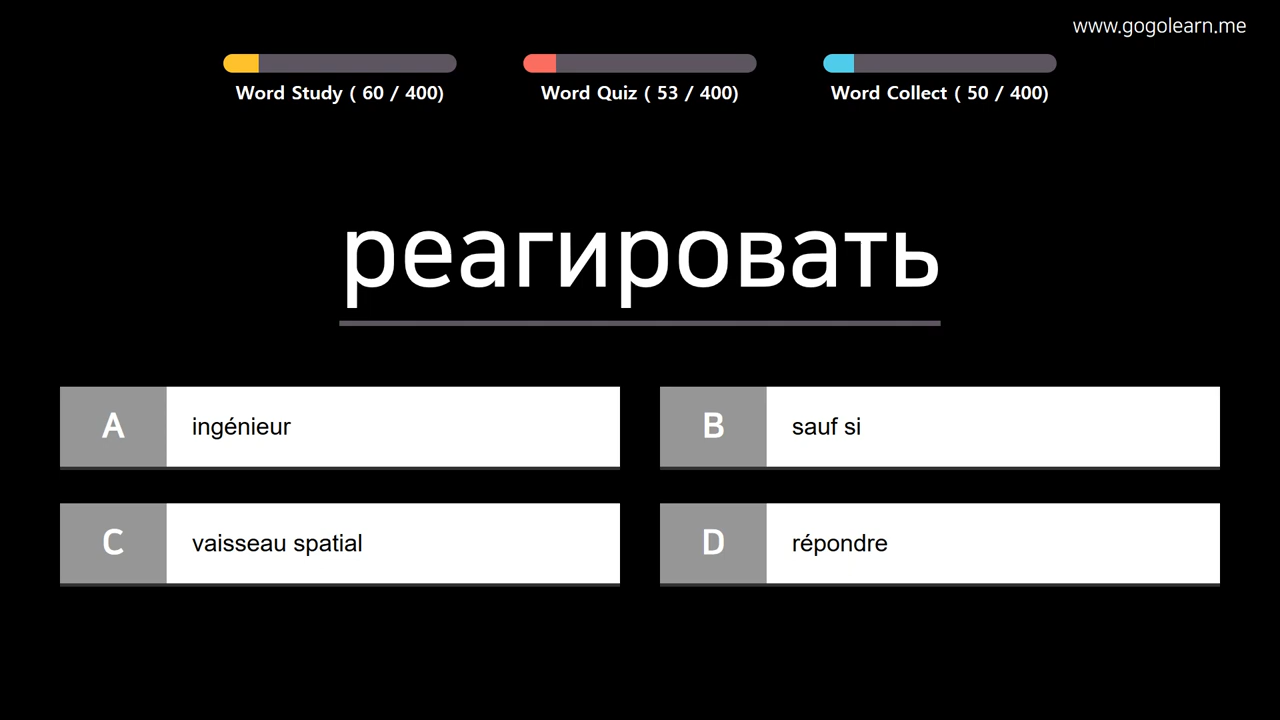 www.gogolearn.me
Word Study ( 60 / 400)
Word Quiz ( 53 / 400)
Word Collect ( 50 / 400)
реагировать
A ingénieur
B sauf si
C vaisseau spatial
D répondre